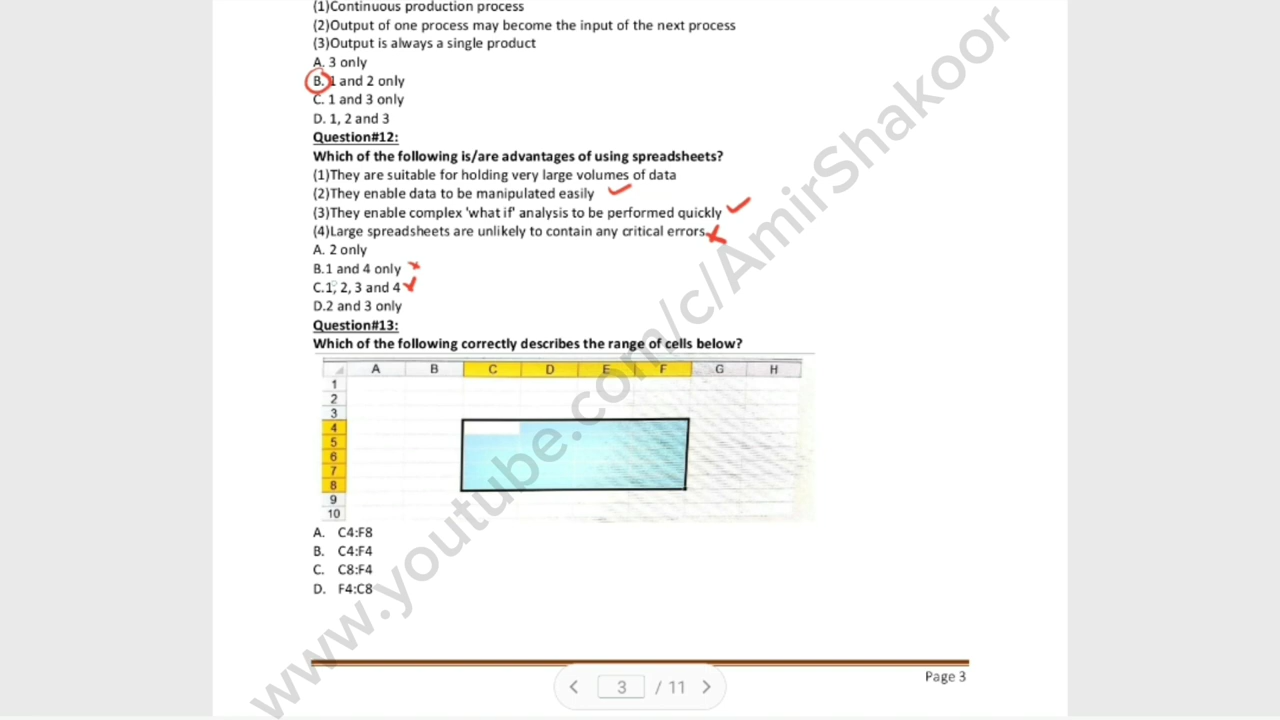 (1)Continuous production process
(2)Output of one process may become the input of the next process
(3)Output is always a single product
A. 3 only
B. 1 and 2 only
C. 1 and 3 only
D. 1, 2 and 3
Question#12:
Which of the following is/are advantages of using spreadsheets?
(1)They are suitable for holding very large volumes of data
(2)They enable data to be manipulated easily
(3)They enable complex 'what if' analysis to be performed quickly
(4)Large spreadsheets are unlikely to contain any critical errors
A. 2 only
B.1 and 4 only
C.1, 2, 3 and 4
D.2 and 3 only
Question#13:
Which of the following correctly describes the range of cells below?
A B C D E F G H
1
2
3
4
5
6
7
8
9
10
A. C4:F8
B. C4:F4
C. C8:F4
D. F4:C8
Page 3
3 / 11
www.youtube.com/c/AmirShakoor